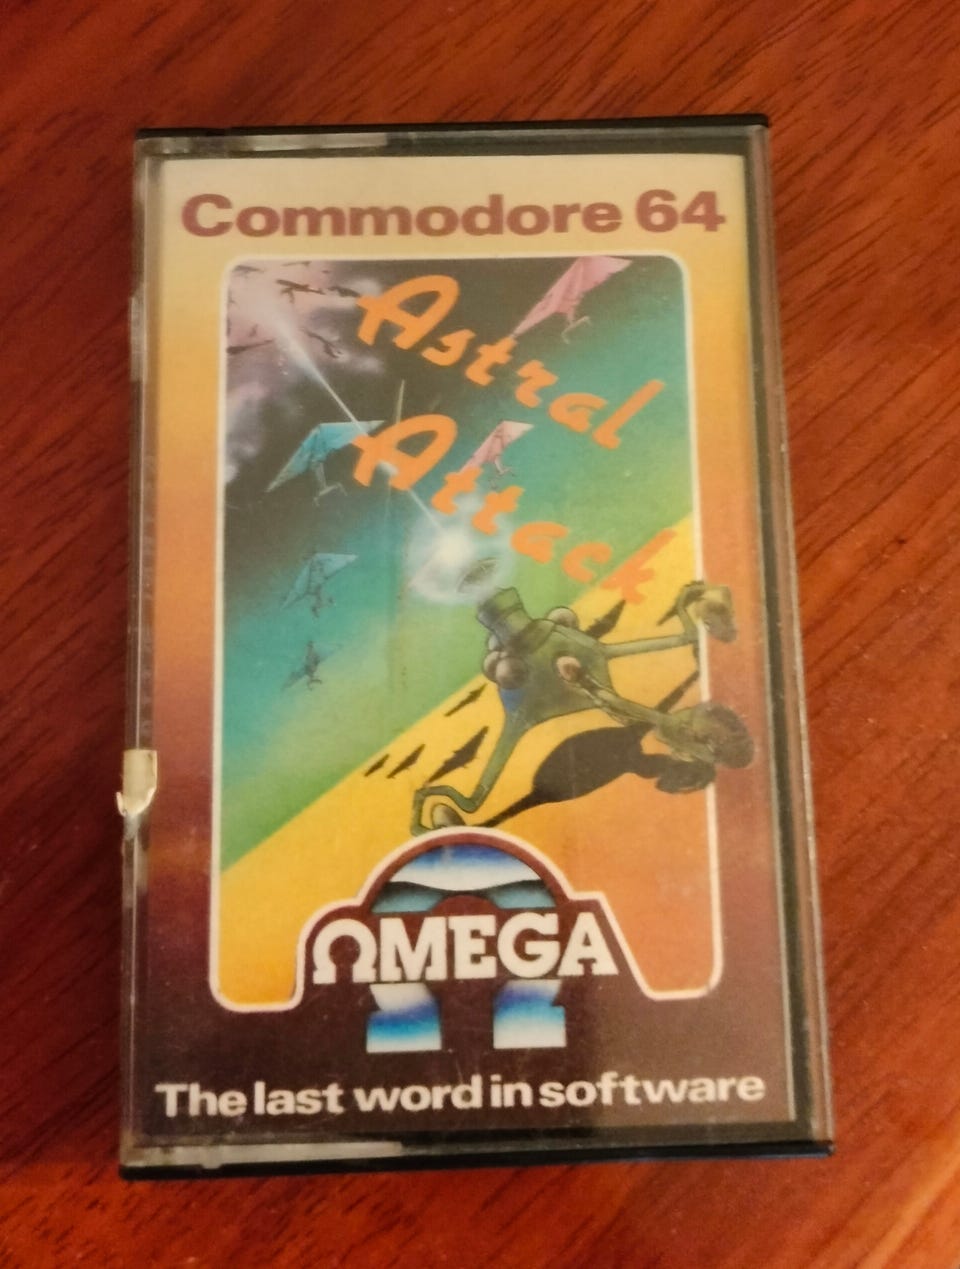 Commodore 64
Astral
Attack
ΩMEGA
The last word in software